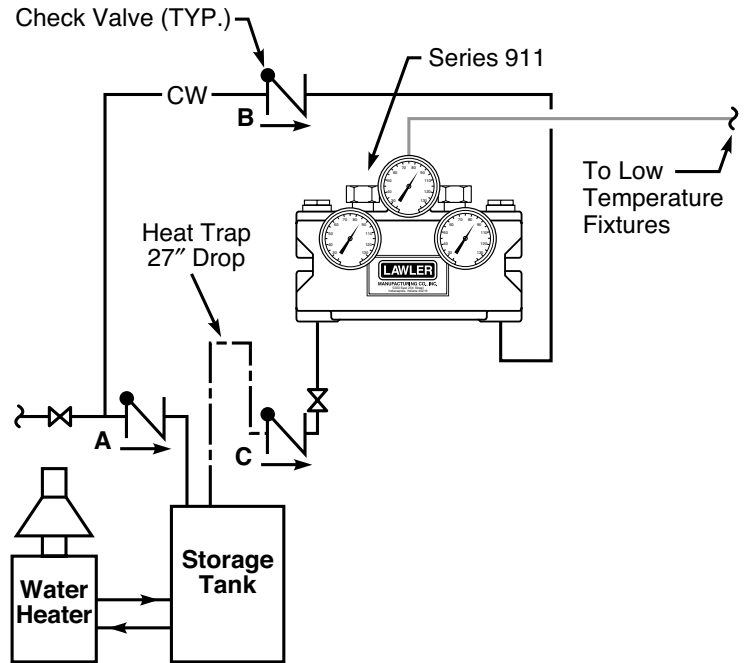 Check Valve (TYP.)
Series 911
CW
B
To Low
Temperature
Fixtures
Heat Trap
27″ Drop
LAWLER
MANUFACTURING CO., INC.
A
C
Storage
Tank
Water
Heater